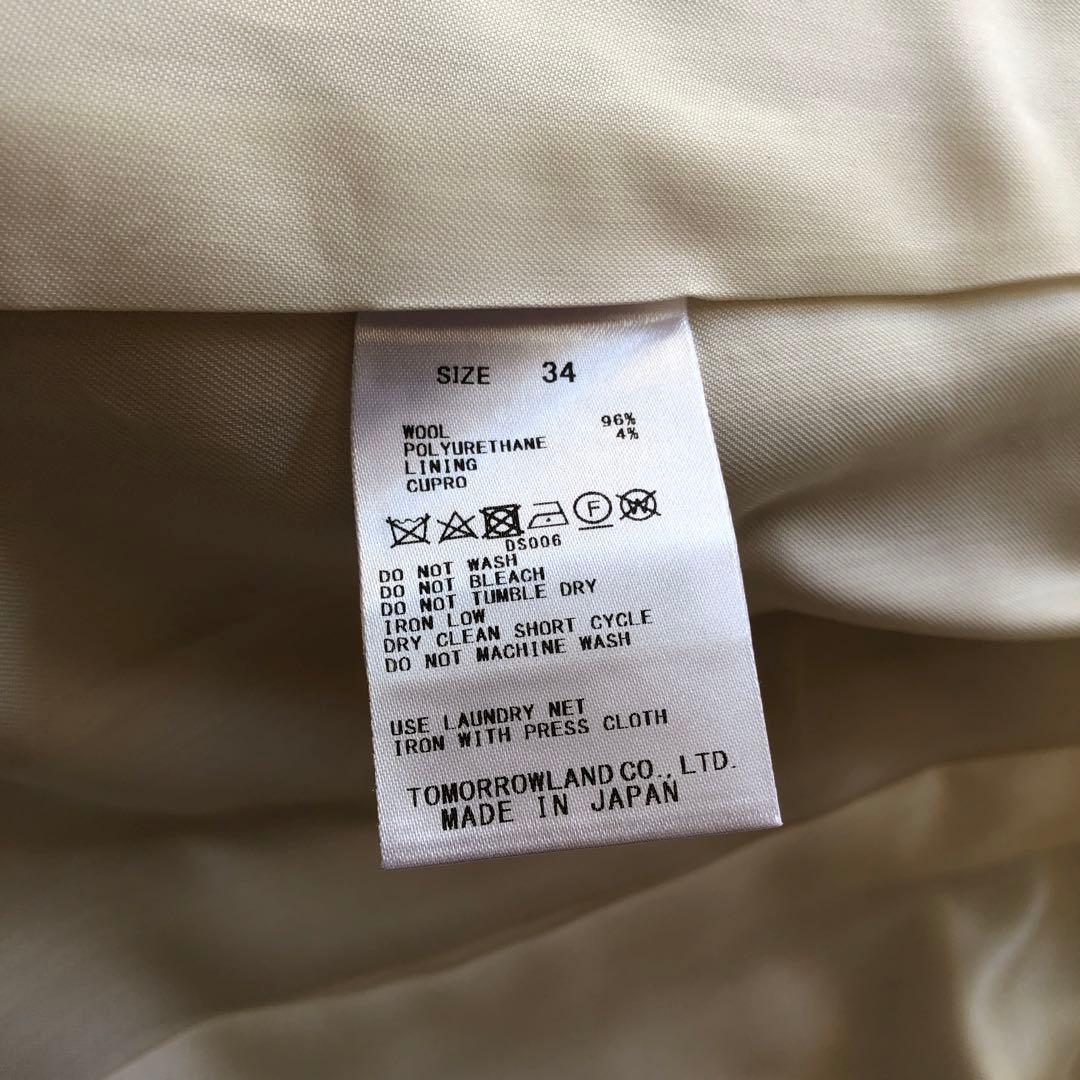 SIZE 34
WOOL 96%
POLYURETHANE 4%
LINING
CUPRO
F W
DS006
DO NOT WASH
DO NOT BLEACH
DO NOT TUMBLE DRY
IRON LOW
DRY CLEAN SHORT CYCLE
DO NOT MACHINE WASH
USE LAUNDRY NET
IRON WITH PRESS CLOTH
TOMORROWLAND CO., LTD.
MADE IN JAPAN